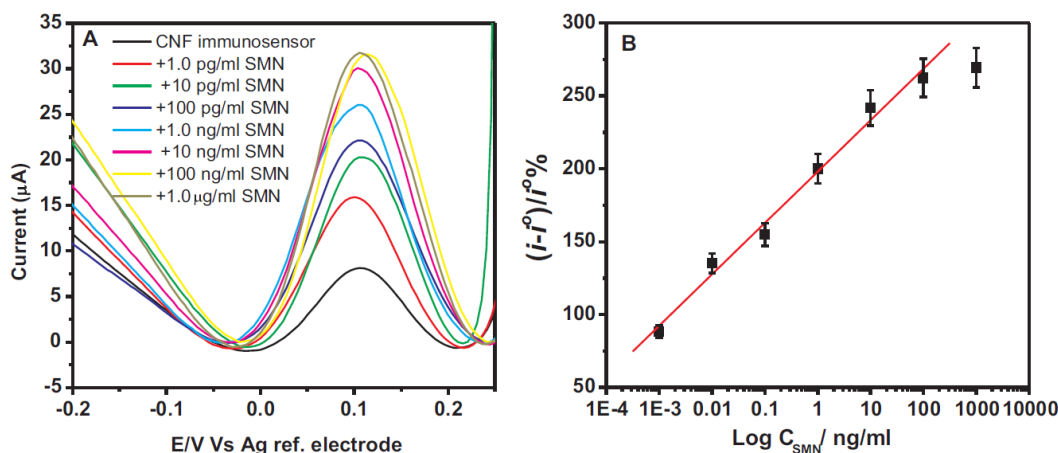 A
CNF immunosensor
+1.0 pg/ml SMN
+10 pg/ml SMN
+100 pg/ml SMN
+1.0 ng/ml SMN
+10 ng/ml SMN
+100 ng/ml SMN
+1.0 μg/ml SMN
35
30
25
20
15
10
5
0
-5
Current (μA)
-0.2
-0.1
0.0
0.1
0.2
E/V Vs Ag ref. electrode
B
300
250
200
150
100
50
(i-iº)/iº%
1E-4
1E-3
0.01
0.1
1
10
100
1000
10000
Log C_SMN/ ng/ml